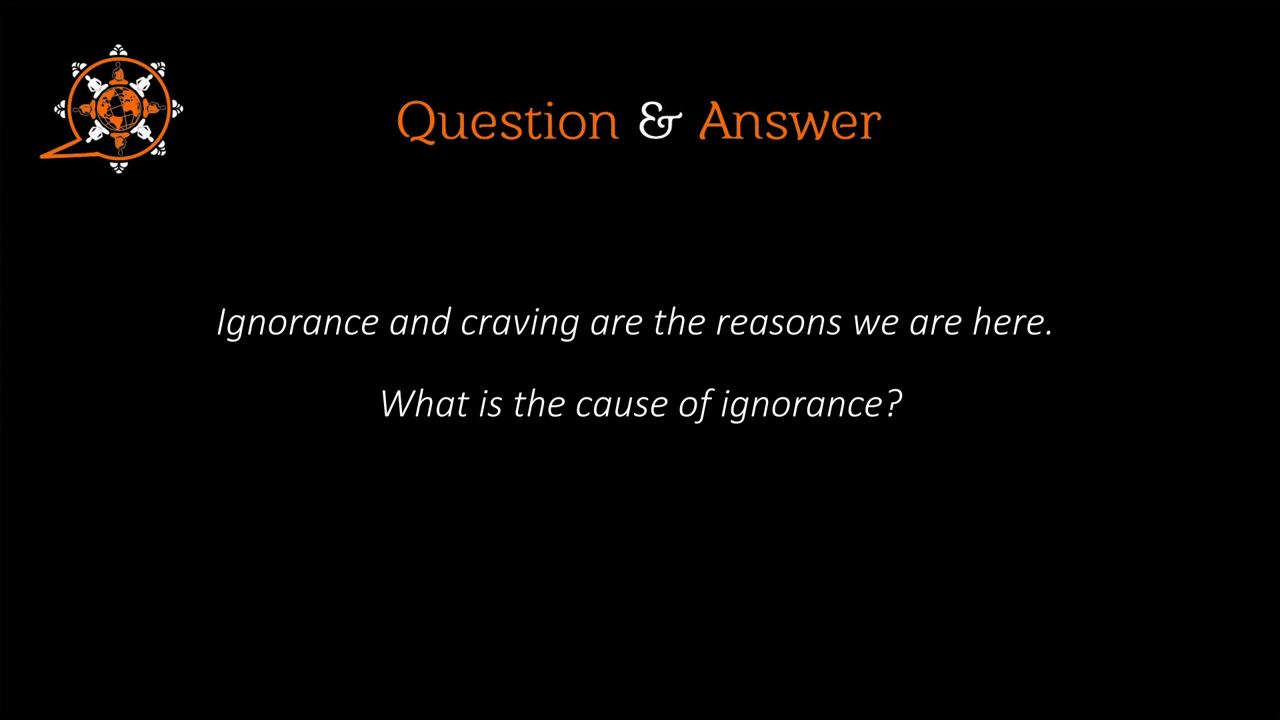 Question & Answer
Ignorance and craving are the reasons we are here.
What is the cause of ignorance?